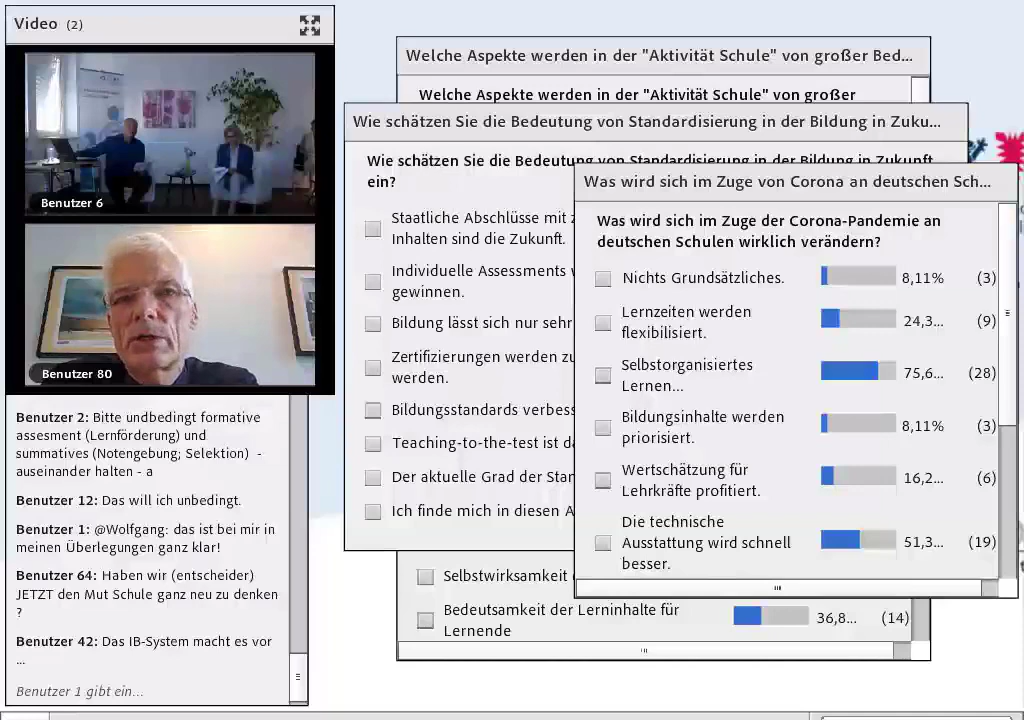 Video (2)
Benutzer 6
Benutzer 80
Benutzer 2: Bitte undbedingt formative
assesment (Lernförderung) und
summatives (Notengebung; Selektion) -
auseinander halten - a
Benutzer 12: Das will ich unbedingt.
Benutzer 1: @Wolfgang: das ist bei mir in
meinen Überlegungen ganz klar!
Benutzer 64: Haben wir (entscheider)
JETZT den Mut Schule ganz neu zu denken
?
Benutzer 42: Das IB-System macht es vor
...
Benutzer 1 gibt ein...
Welche Aspekte werden in der "Aktivität Schule" von großer Bed...
Welche Aspekte werden in der "Aktivität Schule" von großer
Wie schätzen Sie die Bedeutung von Standardisierung in der Bildung in Zuku...
Wie schätzen Sie die Bedeutung von Standardisierung in der Bildung in Zukunft
ein?
Staatliche Abschlüsse mit
Inhalten sind die Zukunft.
Individuelle Assessments
gewinnen.
Bildung lässt sich nur sehr
Zertifizierungen werden
werden.
Bildungsstandards
Teaching-to-the-test ist
Der aktuelle Grad der
Ich finde mich in diesen
Was wird sich im Zuge von Corona an deutschen Sch...
Was wird sich im Zuge der Corona-Pandemie an
deutschen Schulen wirklich verändern?
Nichts Grundsätzliches. 8,11% (3)
Lernzeiten werden
flexibilisiert. 24,3... (9)
Selbstorganisiertes
Lernen... 75,6... (28)
Bildungsinhalte werden
priorisiert. 8,11% (3)
Wertschätzung für
Lehrkräfte profitiert. 16,2... (6)
Die technische
Ausstattung wird schnell
besser. 51,3... (19)
Selbstwirksamkeit
Bedeutsamkeit der Lerninhalte für
Lernende 36,8... (14)